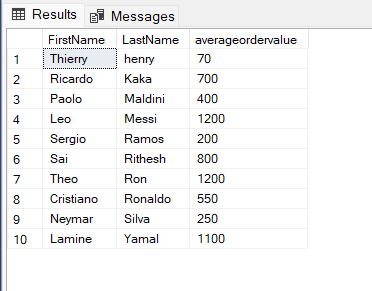 Results Messages
FirstName LastName averageordervalue
1 Thierry henry 70
2 Ricardo Kaka 700
3 Paolo Maldini 400
4 Leo Messi 1200
5 Sergio Ramos 200
6 Sai Rithesh 800
7 Theo Ron 1200
8 Cristiano Ronaldo 550
9 Neymar Silva 250
10 Lamine Yamal 1100